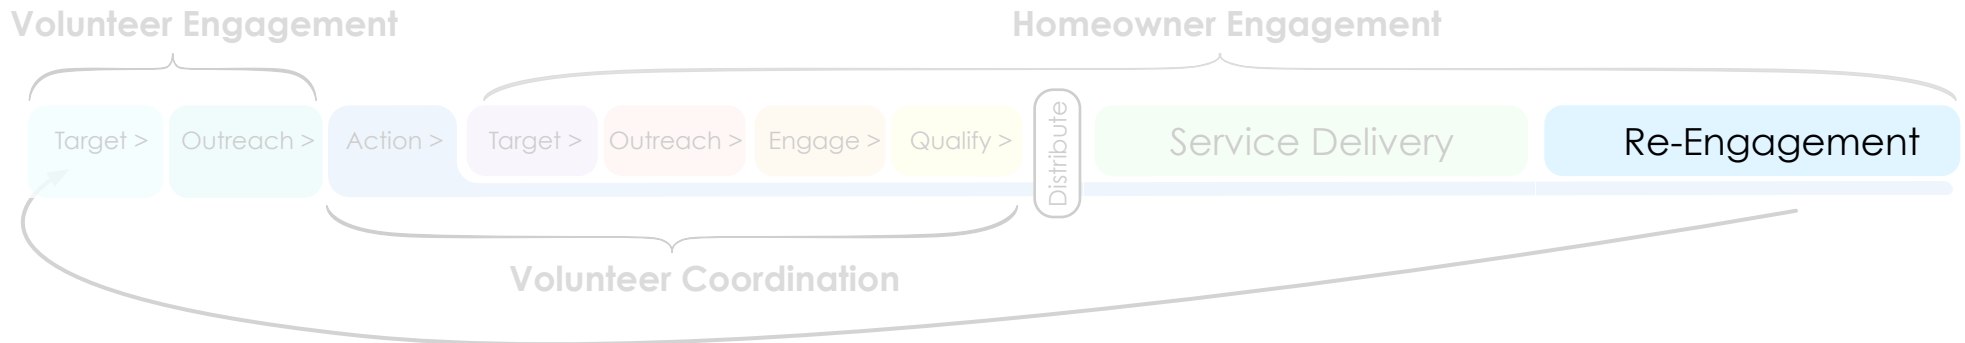 Volunteer Engagement
Homeowner Engagement
Target >
Outreach >
Action >
Target >
Outreach >
Engage >
Qualify >
Distribute
Service Delivery
Re-Engagement
Volunteer Coordination